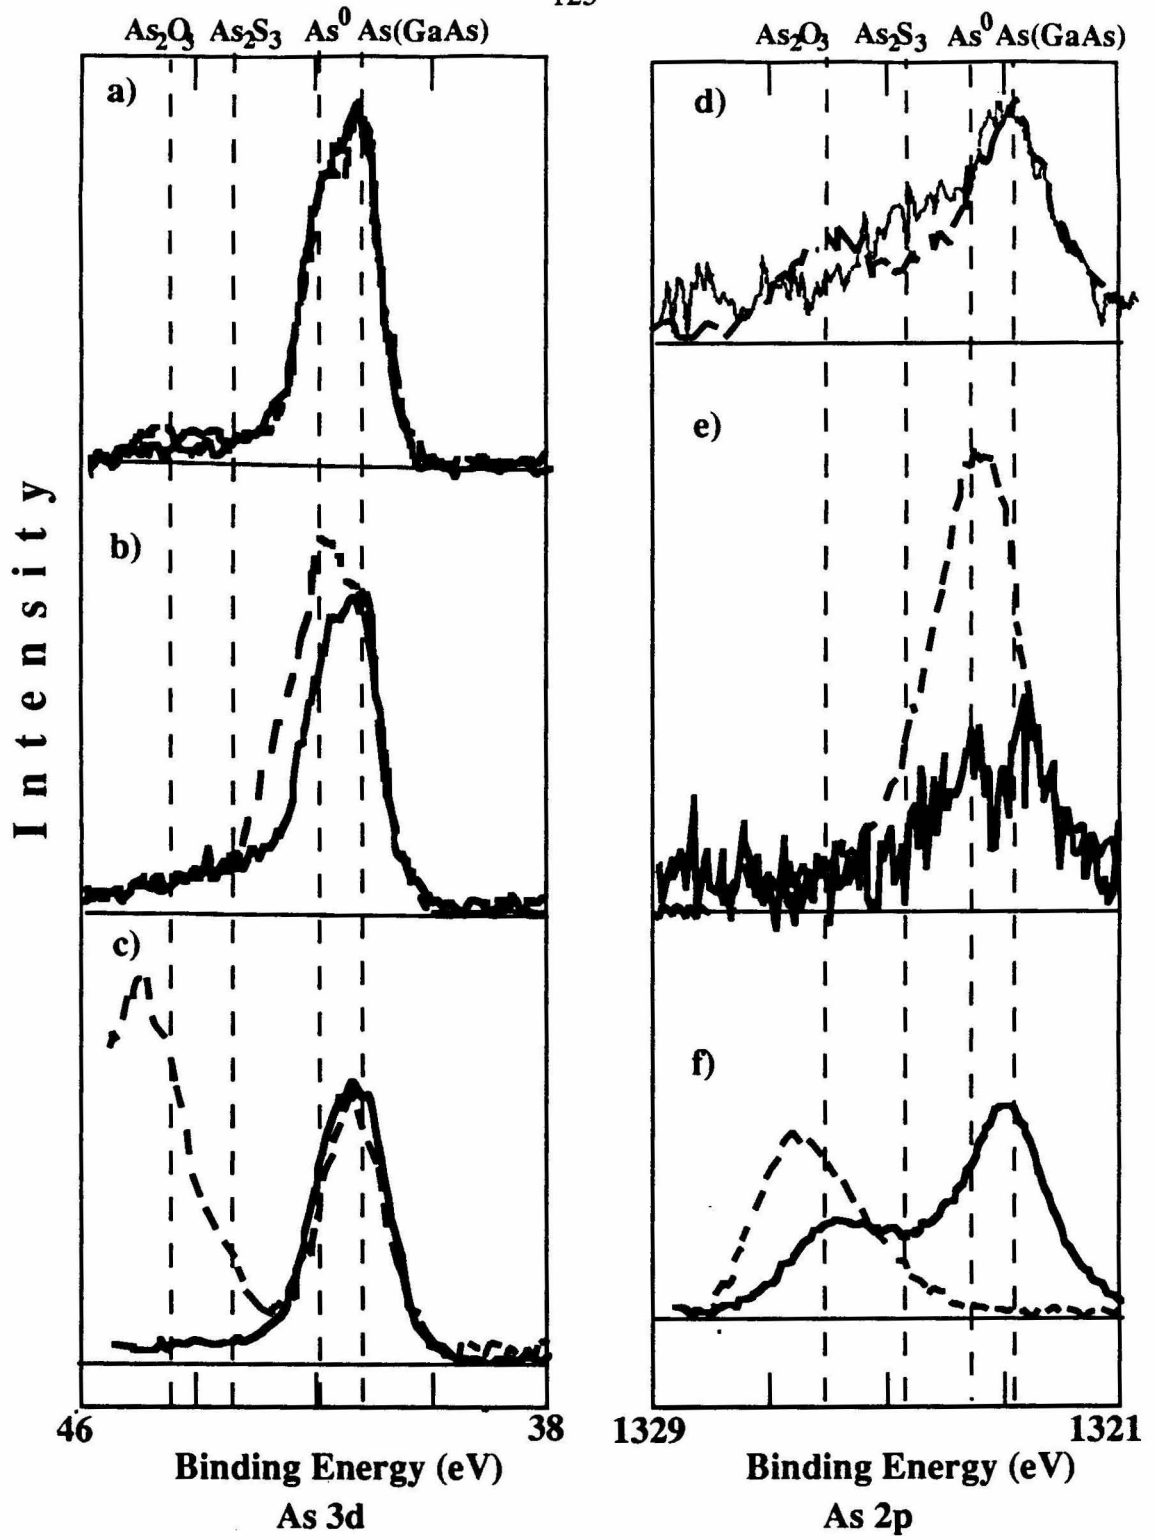 As₂O₃ As₂S₃ As⁰ As(GaAs)
As₂O₃ As₂S₃ As⁰ As(GaAs)
a)
d)
e)
b)
c)
f)
Intensity
46 38
1329 1321
Binding Energy (eV)
Binding Energy (eV)
As 3d
As 2p